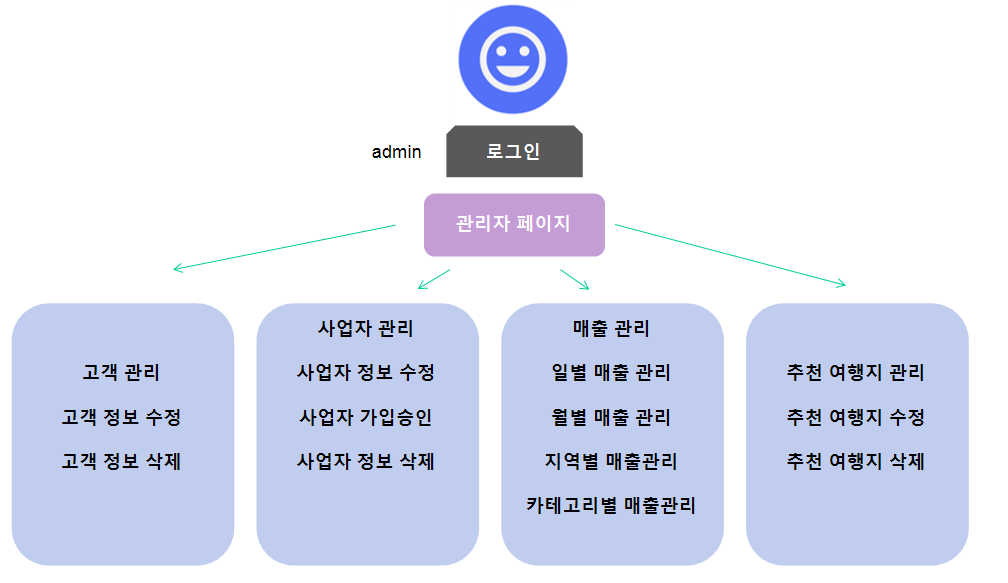 admin
로그인
관리자 페이지
고객 관리
고객 정보 수정
고객 정보 삭제
사업자 관리
사업자 정보 수정
사업자 가입승인
사업자 정보 삭제
매출 관리
일별 매출 관리
월별 매출 관리
지역별 매출관리
카테고리별 매출관리
추천 여행지 관리
추천 여행지 수정
추천 여행지 삭제